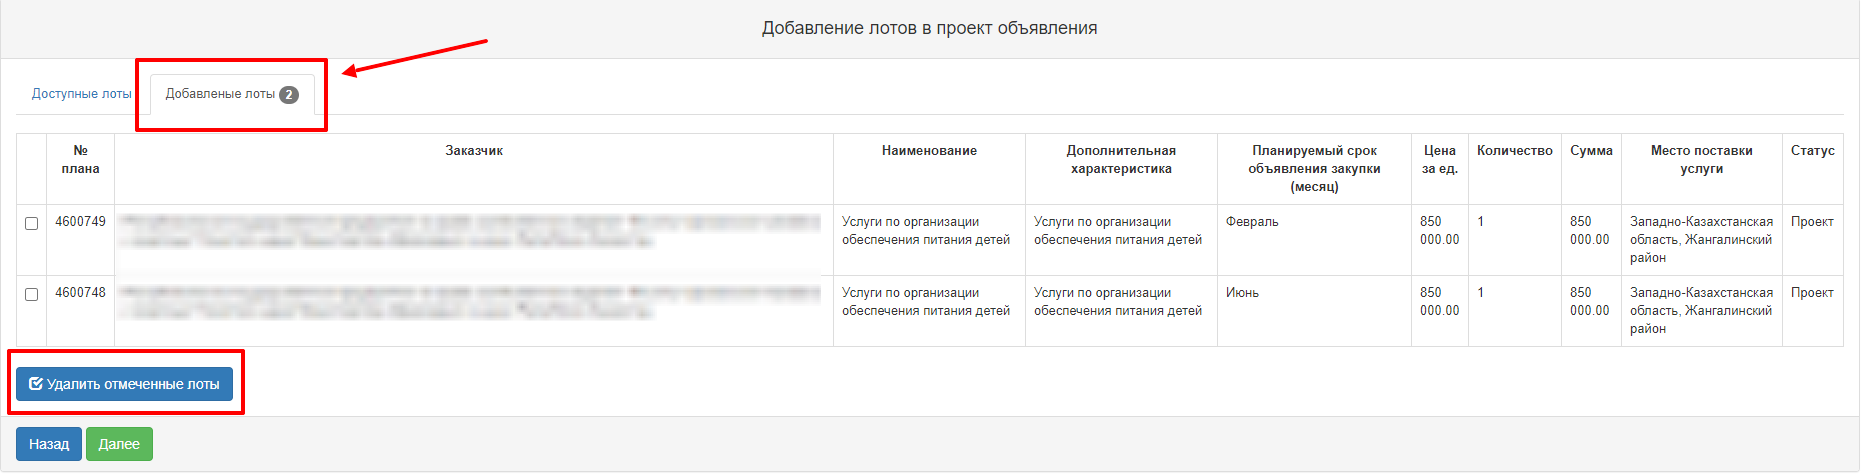 Добавление лотов в проект объявления
Доступные лоты
Добавленые лоты 2
№ плана
Заказчик
Наименование
Дополнительная характеристика
Планируемый срок объявления закупки (месяц)
Цена за ед.
Количество
Сумма
Место поставки услуги
Статус
4600749
Услуги по организации обеспечения питания детей
Услуги по организации обеспечения питания детей
Февраль
850 000.00
1
850 000.00
Западно-Казахстанская область, Жангалинский район
Проект
4600748
Услуги по организации обеспечения питания детей
Услуги по организации обеспечения питания детей
Июнь
850 000.00
1
850 000.00
Западно-Казахстанская область, Жангалинский район
Проект
Удалить отмеченные лоты
Назад
Далее